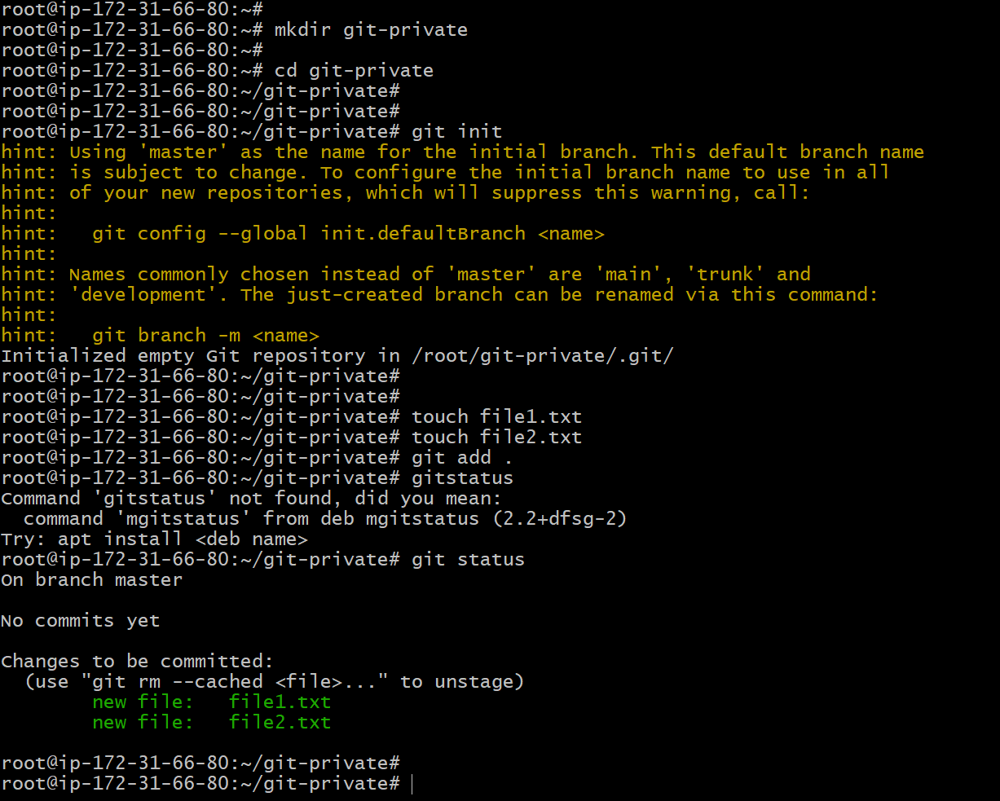 root@ip-172-31-66-80:~#
root@ip-172-31-66-80:~# mkdir git-private
root@ip-172-31-66-80:~#
root@ip-172-31-66-80:~# cd git-private
root@ip-172-31-66-80:~/git-private#
root@ip-172-31-66-80:~/git-private#
root@ip-172-31-66-80:~/git-private# git init
hint: Using 'master' as the name for the initial branch. This default branch name
hint: is subject to change. To configure the initial branch name to use in all
hint: of your new repositories, which will suppress this warning, call:
hint:
hint:   git config --global init.defaultBranch <name>
hint:
hint: Names commonly chosen instead of 'master' are 'main', 'trunk' and
hint: 'development'. The just-created branch can be renamed via this command:
hint:
hint:   git branch -m <name>
Initialized empty Git repository in /root/git-private/.git/
root@ip-172-31-66-80:~/git-private#
root@ip-172-31-66-80:~/git-private#
root@ip-172-31-66-80:~/git-private# touch file1.txt
root@ip-172-31-66-80:~/git-private# touch file2.txt
root@ip-172-31-66-80:~/git-private# git add .
root@ip-172-31-66-80:~/git-private# gitstatus
Command 'gitstatus' not found, did you mean:
  command 'mgitstatus' from deb mgitstatus (2.2+dfsg-2)
Try: apt install <deb name>
root@ip-172-31-66-80:~/git-private# git status
On branch master

No commits yet

Changes to be committed:
  (use "git rm --cached <file>..." to unstage)
        new file:   file1.txt
        new file:   file2.txt

root@ip-172-31-66-80:~/git-private#
root@ip-172-31-66-80:~/git-private#